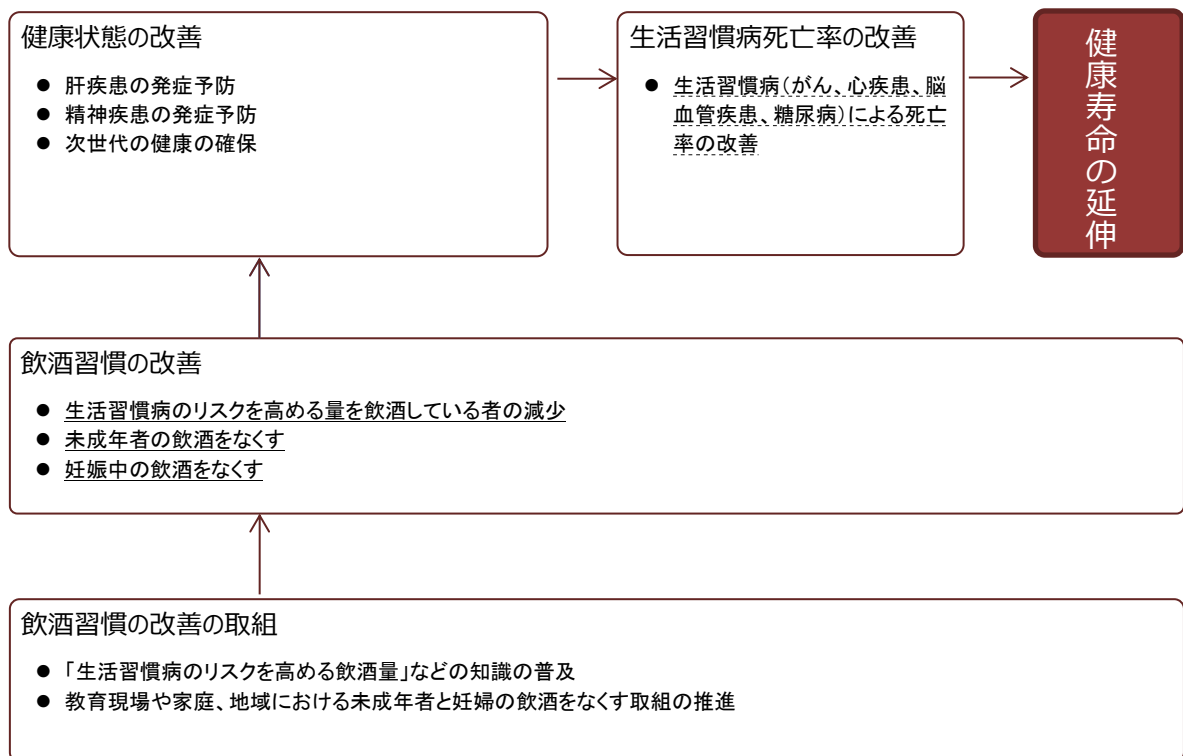 健康状態の改善
● 肝疾患の発症予防
● 精神疾患の発症予防
● 次世代の健康の確保
生活習慣病死亡率の改善
● 生活習慣病(がん、心疾患、脳
血管疾患、糖尿病)による死亡
率の改善
健康寿命の延伸
飲酒習慣の改善
● 生活習慣病のリスクを高める量を飲酒している者の減少
● 未成年者の飲酒をなくす
● 妊娠中の飲酒をなくす
飲酒習慣の改善の取組
● 「生活習慣病のリスクを高める飲酒量」などの知識の普及
● 教育現場や家庭、地域における未成年者と妊婦の飲酒をなくす取組の推進